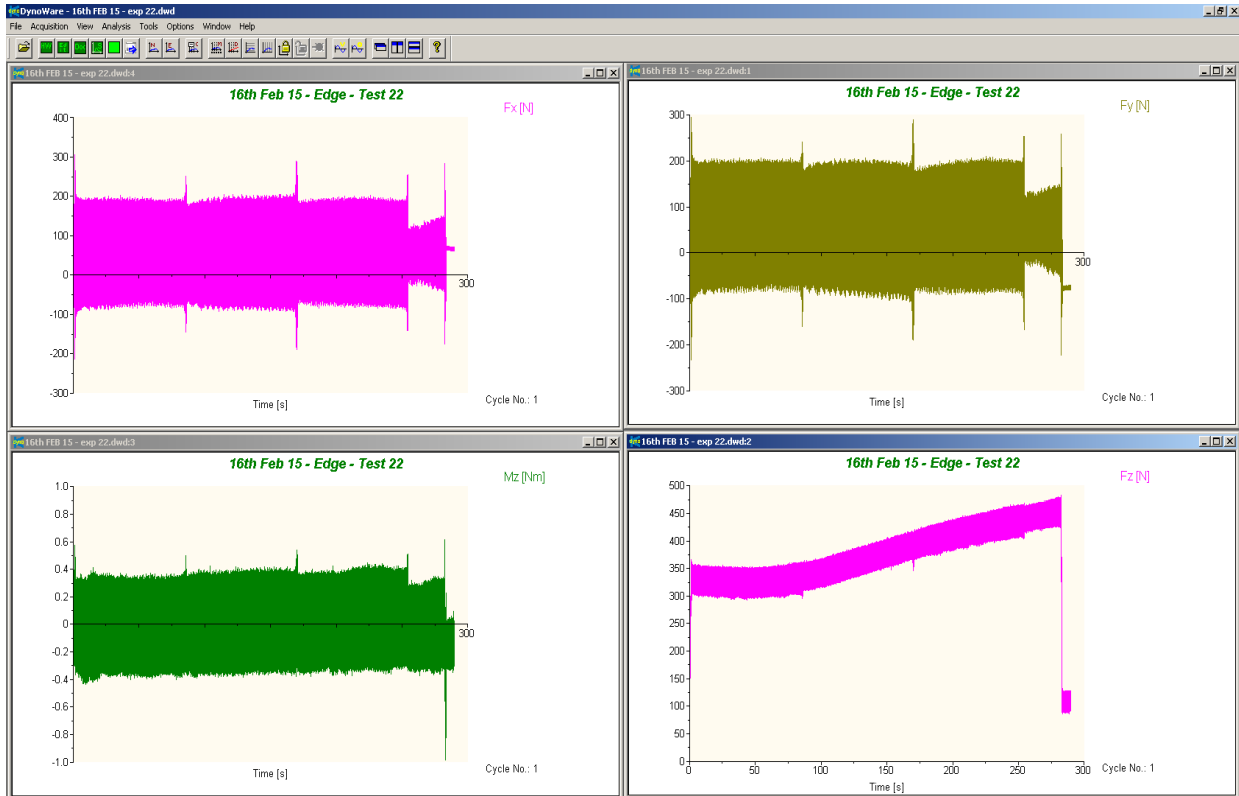 DynoWare - 16th FEB 15 - exp 22.dwd
File Acquisition View Analysis Tools Options Window Help
16th FEB 15 - exp 22.dwd:4
16th Feb 15 - Edge - Test 22
Fx [N]
400
300
200
100
0
-100
-200
-300
300
Time [s]
Cycle No.: 1
16th FEB 15 - exp 22.dwd:1
16th Feb 15 - Edge - Test 22
Fy [N]
300
200
100
0
-100
-200
-300
300
Time [s]
Cycle No.: 1
16th FEB 15 - exp 22.dwd:3
16th Feb 15 - Edge - Test 22
Mz [Nm]
1.0
0.8
0.6
0.4
0.2
0
-0.2
-0.4
-0.6
-0.8
-1.0
300
Time [s]
Cycle No.: 1
16th FEB 15 - exp 22.dwd:2
16th Feb 15 - Edge - Test 22
Fz [N]
500
450
400
350
300
250
200
150
100
50
0
0 50 100 150 200 250 300
Time [s]
Cycle No.: 1